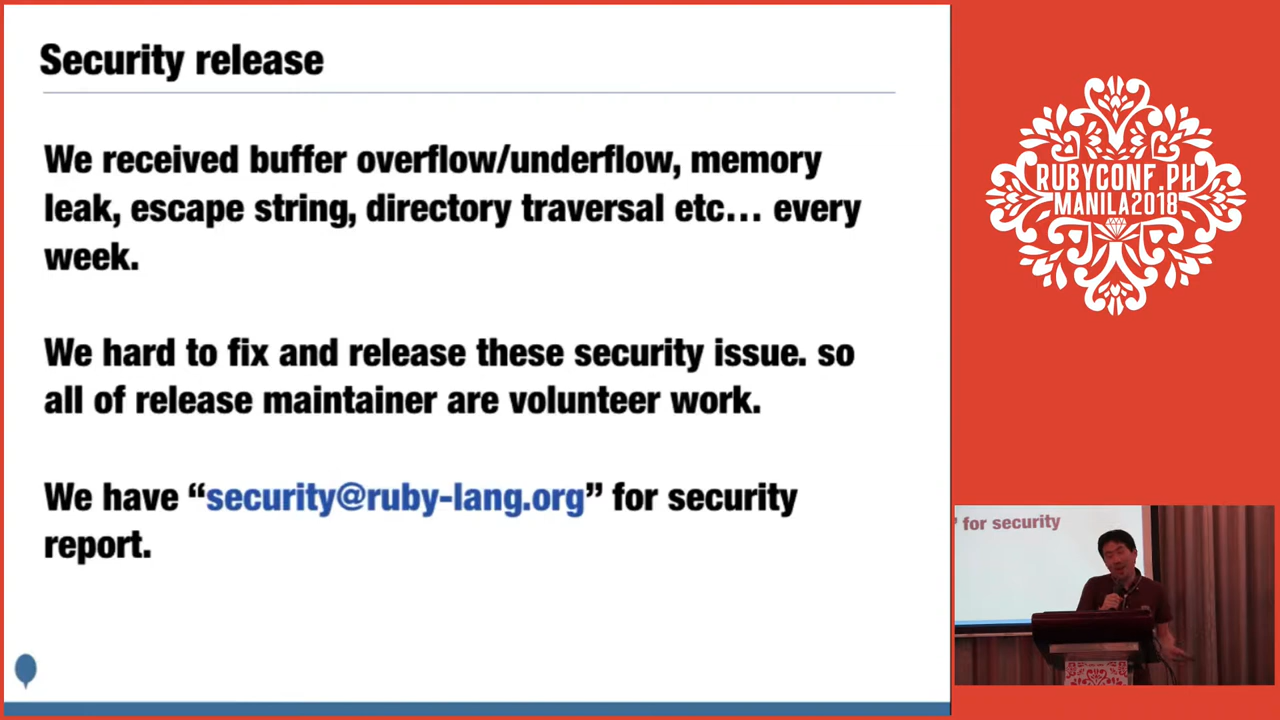 Security release
We received buffer overflow/underflow, memory
leak, escape string, directory traversal etc… every
week.
We hard to fix and release these security issue. so
all of release maintainer are volunteer work.
We have “security@ruby-lang.org” for security
report.
RUBYCONF.PH
MANILA2018
" for security